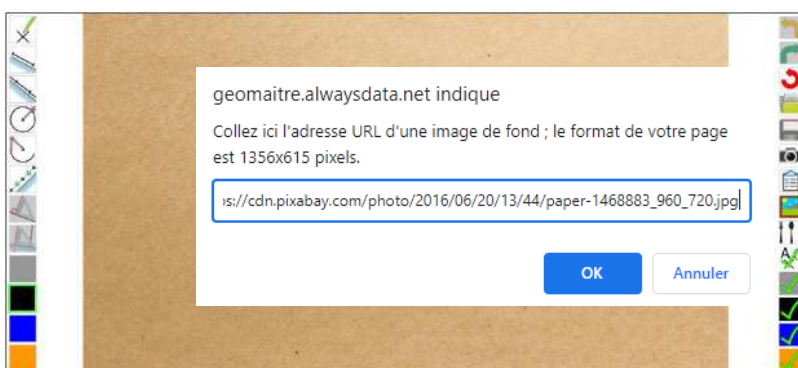 geomaitre.alwaysdata.net indique
Collez ici l'adresse URL d'une image de fond ; le format de votre page
est 1356x615 pixels.
s://cdn.pixabay.com/photo/2016/06/20/13/44/paper-1468883_960_720.jpg
OK Annuler